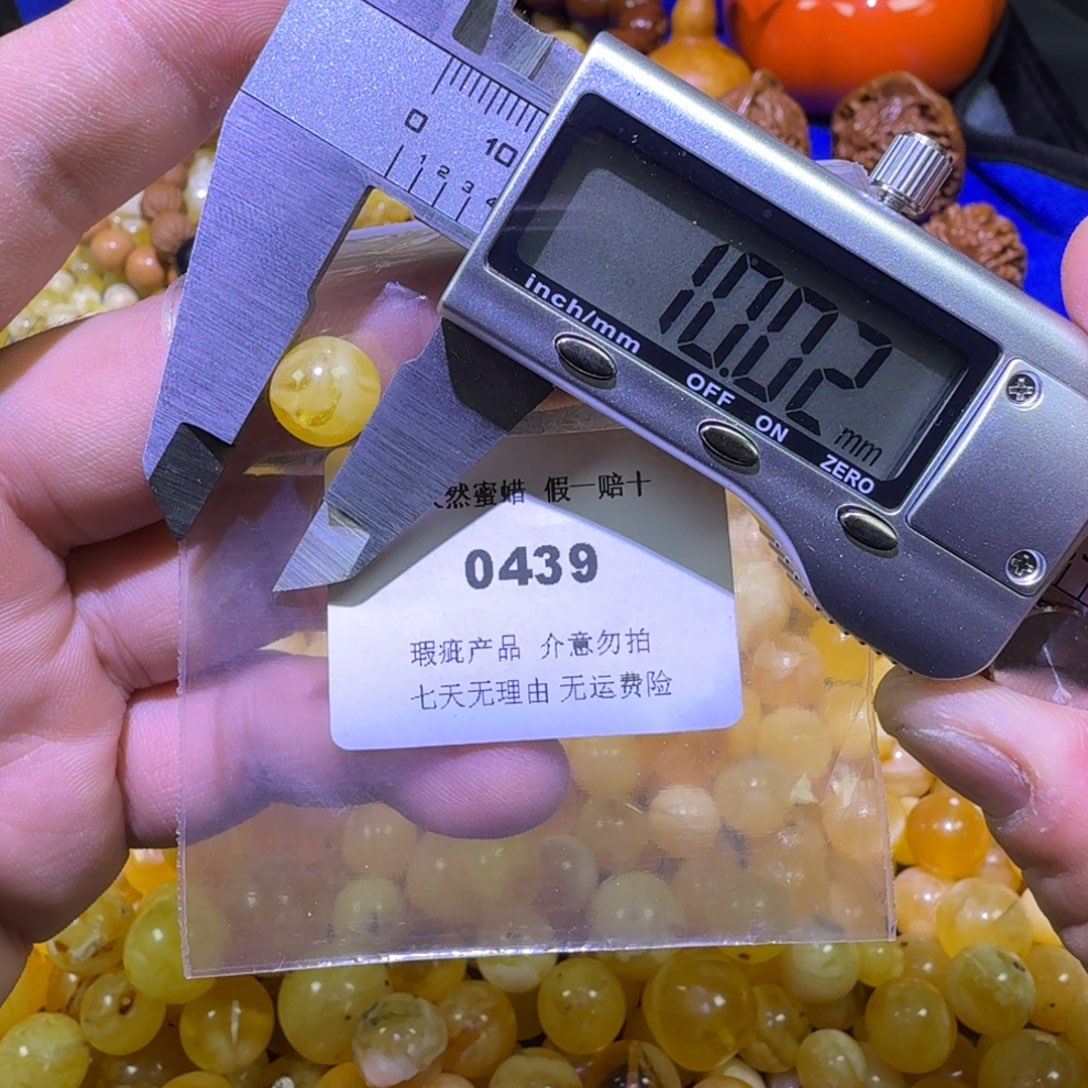 0 10
1 2 3 4
10.02 mm
inch/mm OFF ON ZERO
然蜜蜡 假一赔十
0439
瑕疵产品 介意勿拍
七天无理由 无运费险